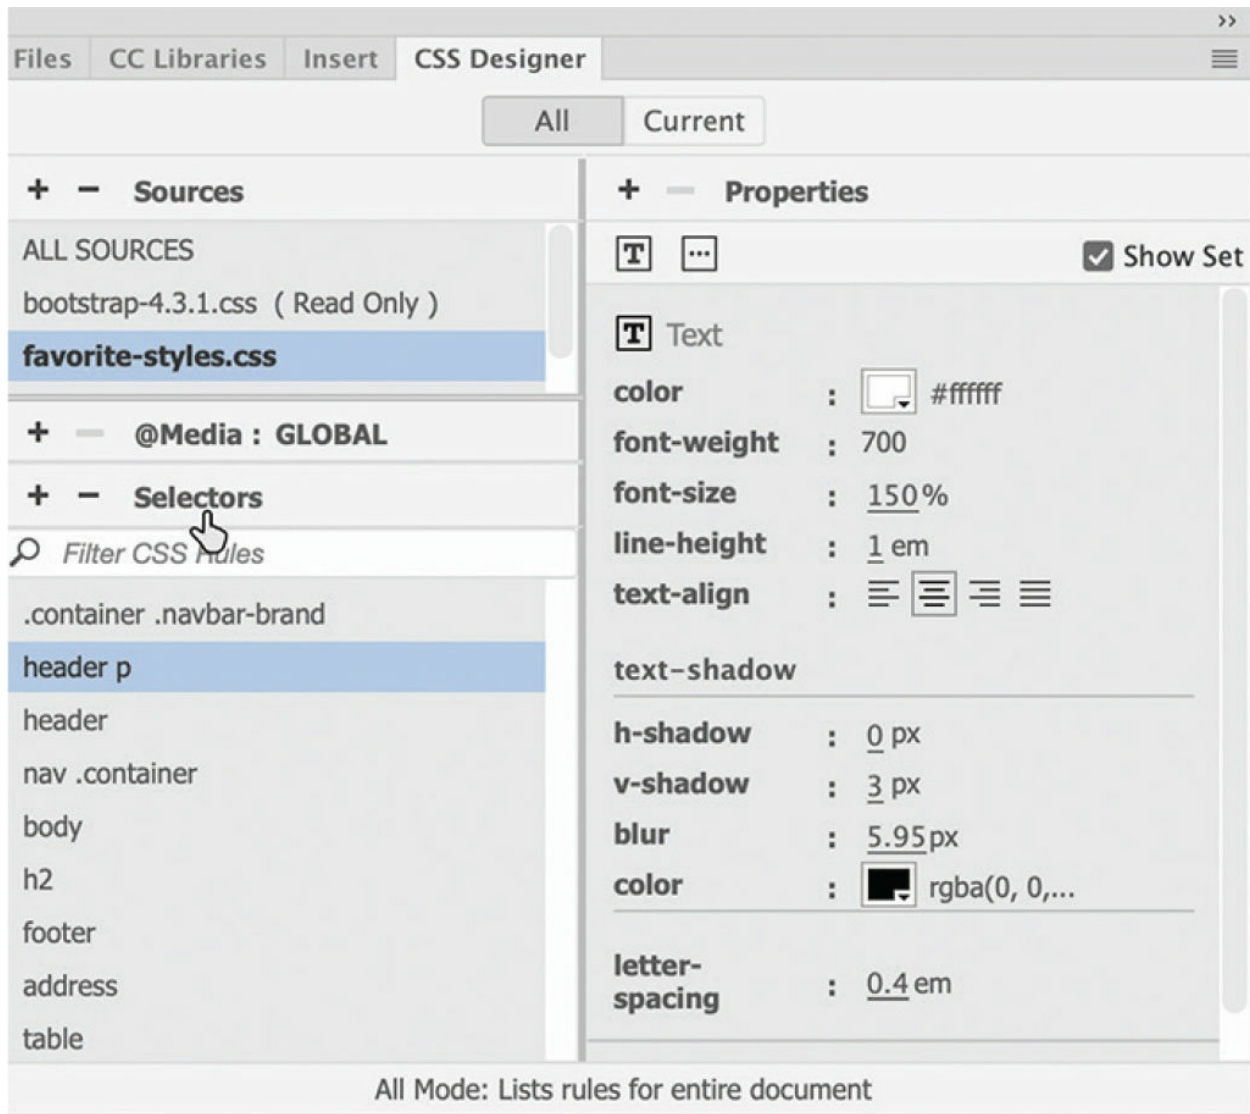 Files CC Libraries Insert CSS Designer
All Current
+ − Sources
ALL SOURCES
bootstrap-4.3.1.css ( Read Only )
favorite-styles.css
+ − @Media : GLOBAL
+ − Selectors
Filter CSS Rules
.container .navbar-brand
header p
header
nav .container
body
h2
footer
address
table
+ − Properties
T ... Show Set
T Text
color : #ffffff
font-weight : 700
font-size : 150%
line-height : 1 em
text-align :
text-shadow
h-shadow : 0 px
v-shadow : 3 px
blur : 5.95px
color : rgba(0, 0,...
letter-
spacing : 0.4 em
All Mode: Lists rules for entire document